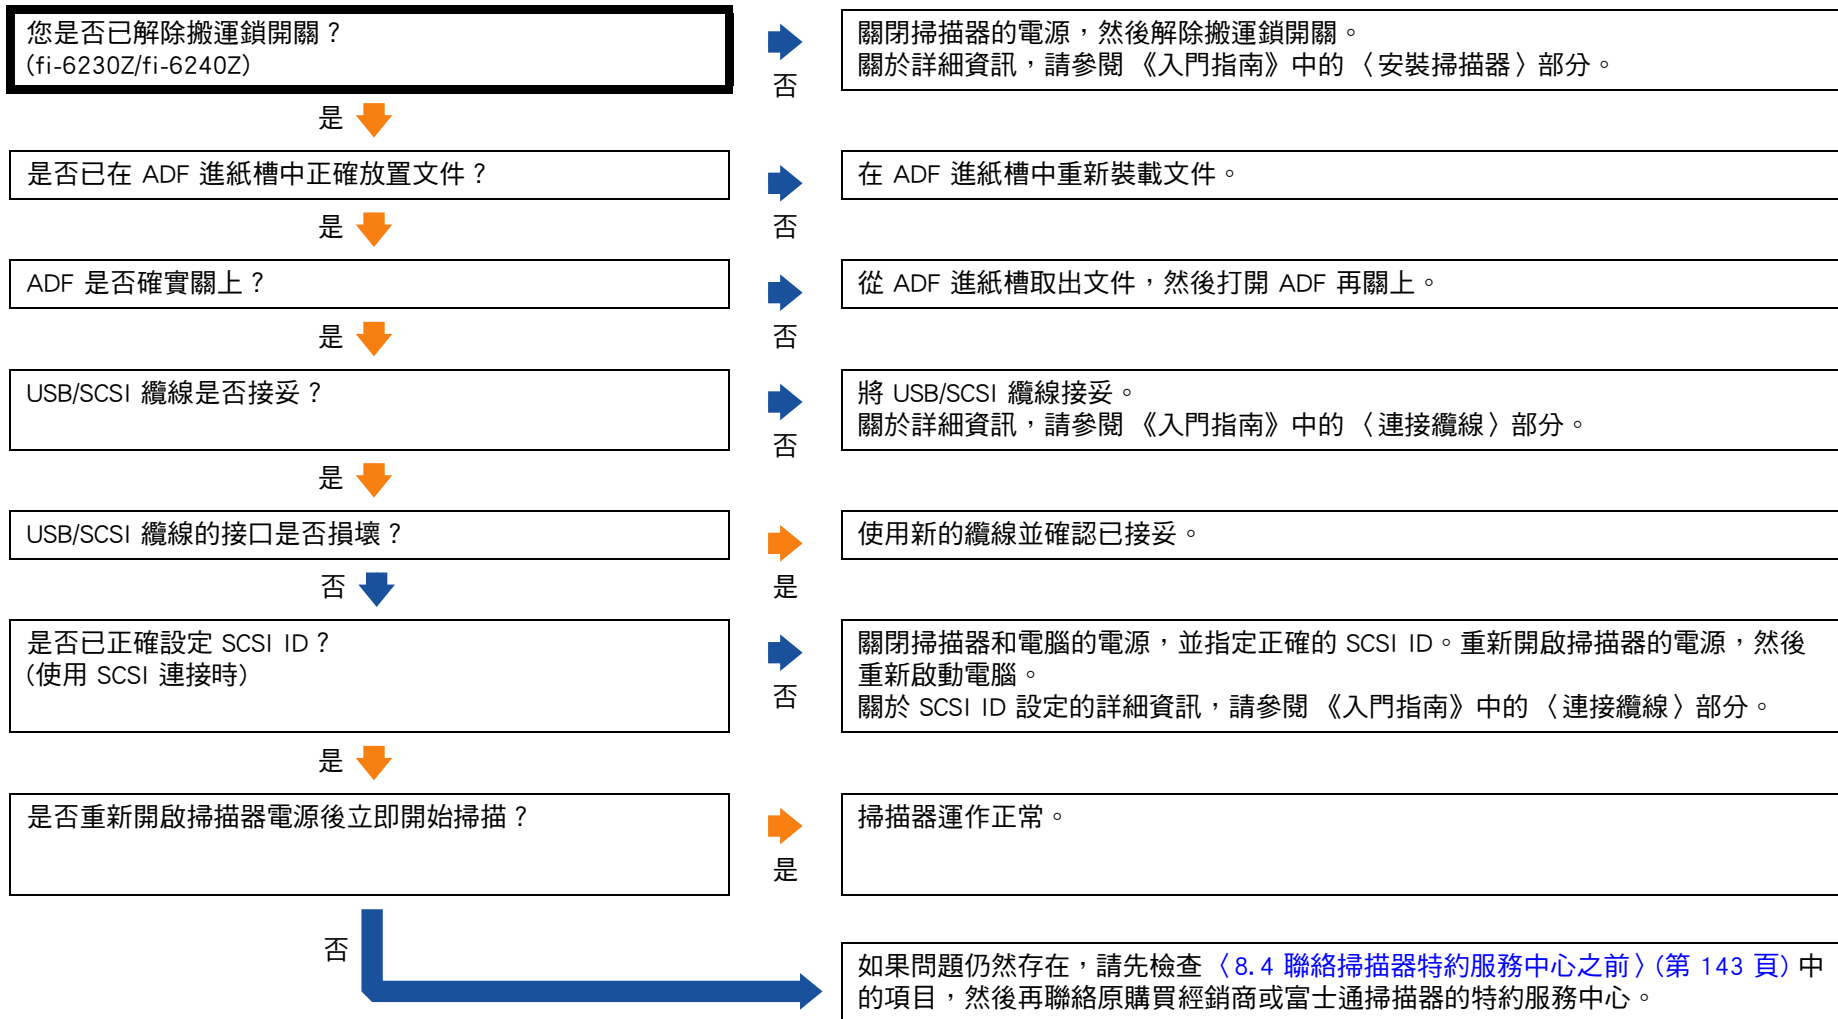 您是否已解除搬運鎖開關？
(fi-6230Z/fi-6240Z)
否
關閉掃描器的電源，然後解除搬運鎖開關。
關於詳細資訊，請參閱 《入門指南》中的 〈安裝掃描器〉部分。
是
是否已在 ADF 進紙槽中正確放置文件？
否
在 ADF 進紙槽中重新裝載文件。
是
ADF 是否確實關上？
否
從 ADF 進紙槽取出文件，然後打開 ADF 再關上。
是
USB/SCSI 纜線是否接妥？
否
將 USB/SCSI 纜線接妥。
關於詳細資訊，請參閱 《入門指南》中的 〈連接纜線〉部分。
是
USB/SCSI 纜線的接口是否損壞？
是
使用新的纜線並確認已接妥。
否
是否已正確設定 SCSI ID？
(使用 SCSI 連接時)
否
關閉掃描器和電腦的電源，並指定正確的 SCSI ID。重新開啟掃描器的電源，然後
重新啟動電腦。
關於 SCSI ID 設定的詳細資訊，請參閱 《入門指南》中的 〈連接纜線〉部分。
是
是否重新開啟掃描器電源後立即開始掃描？
是
掃描器運作正常。
否
如果問題仍然存在，請先檢查〈8.4 聯絡掃描器特約服務中心之前〉(第 143 頁) 中
的項目，然後再聯絡原購買經銷商或富士通掃描器的特約服務中心。